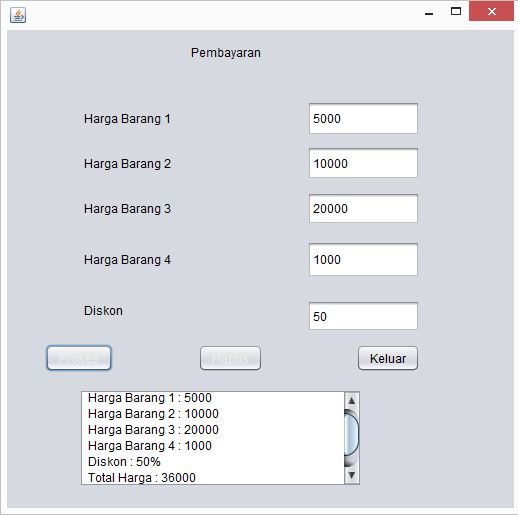 Pembayaran
Harga Barang 1 5000
Harga Barang 2 10000
Harga Barang 3 20000
Harga Barang 4 1000
Diskon 50
Proses Hapus Keluar
Harga Barang 1 : 5000
Harga Barang 2 : 10000
Harga Barang 3 : 20000
Harga Barang 4 : 1000
Diskon : 50%
Total Harga : 36000